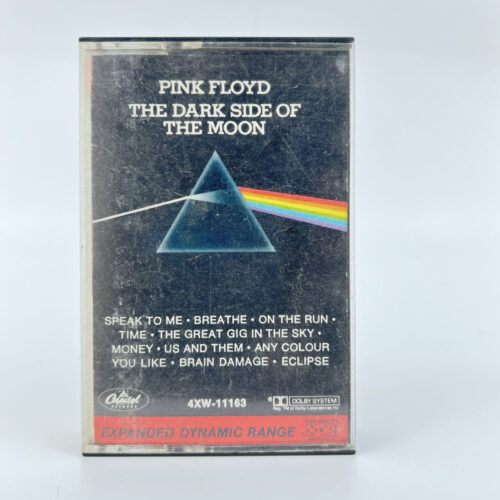 PINK FLOYD
THE DARK SIDE OF
THE MOON
SPEAK TO ME • BREATHE • ON THE RUN •
TIME • THE GREAT GIG IN THE SKY •
MONEY • US AND THEM • ANY COLOUR
YOU LIKE • BRAIN DAMAGE • ECLIPSE
Capitol
4XW-11163
DOLBY SYSTEM
EXPANDED DYNAMIC RANGE
XDR